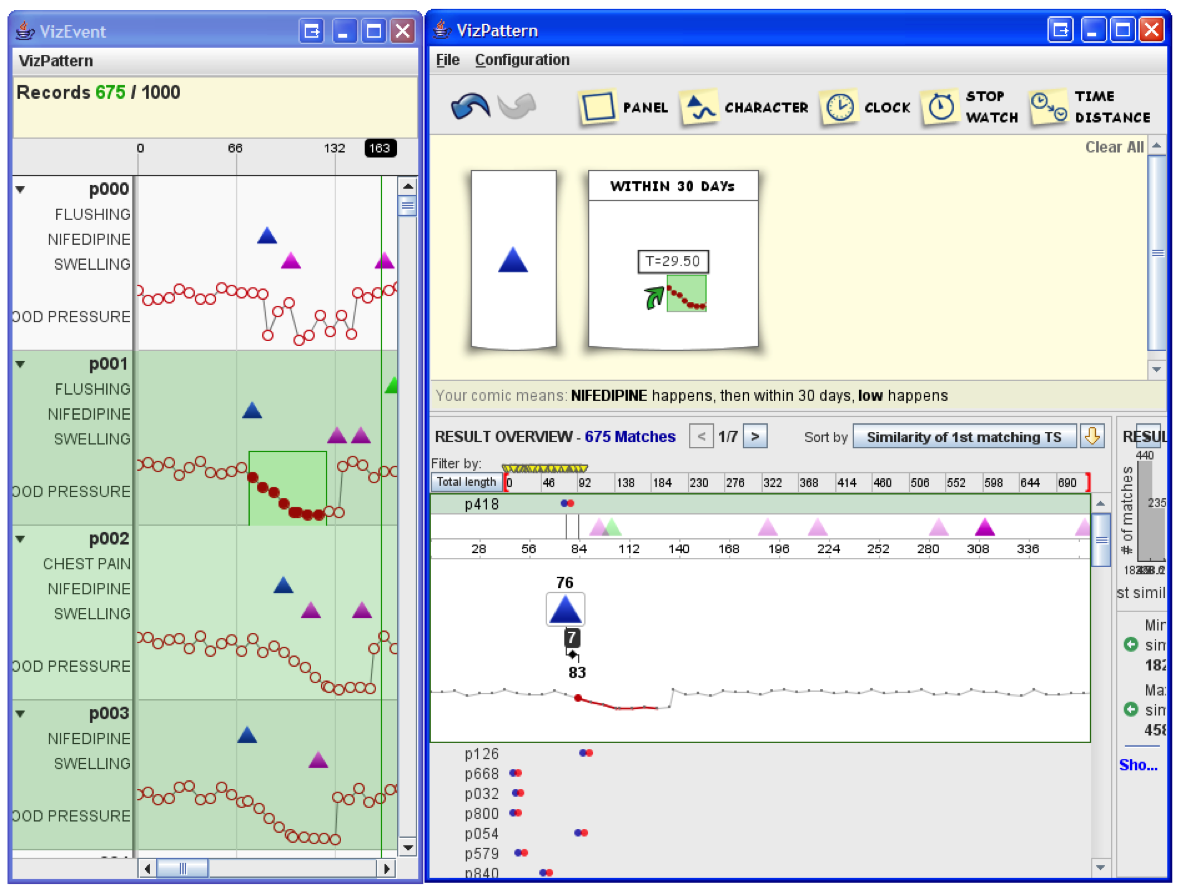 VizEvent
VizPattern
Records 675 / 1000
0 66 132 163
p000
FLUSHING
NIFEDIPINE
SWELLING
OOD PRESSURE
p001
FLUSHING
NIFEDIPINE
SWELLING
OOD PRESSURE
p002
CHEST PAIN
NIFEDIPINE
SWELLING
OOD PRESSURE
p003
NIFEDIPINE
SWELLING
OOD PRESSURE
VizPattern
File Configuration
PANEL
CHARACTER
CLOCK
STOP WATCH
TIME DISTANCE
Clear All
WITHIN 30 DAYs
T=29.50
Your comic means: NIFEDIPINE happens, then within 30 days, low happens
RESULT OVERVIEW - 675 Matches < 1/7 > Sort by Similarity of 1st matching TS
Filter by:
Total length 0 46 92 138 184 230 276 322 368 414 460 506 552 598 644 690
p418
28 56 84 112 140 168 196 224 252 280 308 336
76
7
83
p126
p668
p032
p800
p054
p579
p840
RESUL
440
235
# of matches
st simil
Mir
sim
182
Ma
sim
458
Sho...